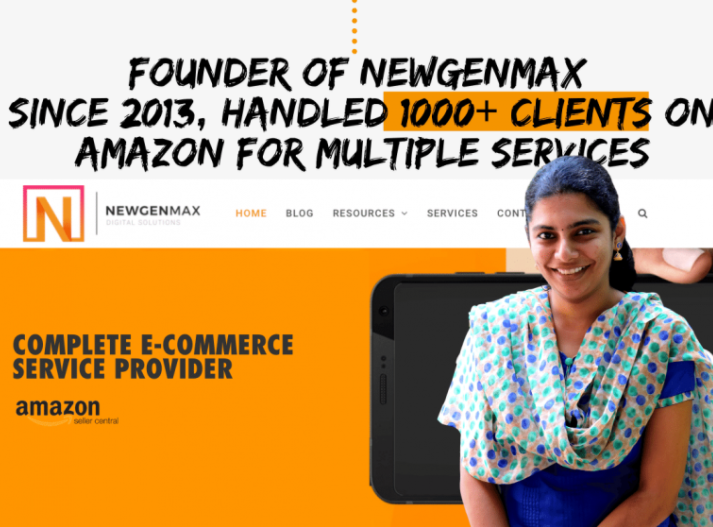 FOUNDER OF NEWGENMAX
SINCE 2013, HANDLED 1000+ CLIENTS ON
AMAZON FOR MULTIPLE SERVICES
N
NEWGENMAX
DIGITAL SOLUTIONS
HOME BLOG RESOURCES SERVICES CONT
COMPLETE E-COMMERCE
SERVICE PROVIDER
amazon
seller central